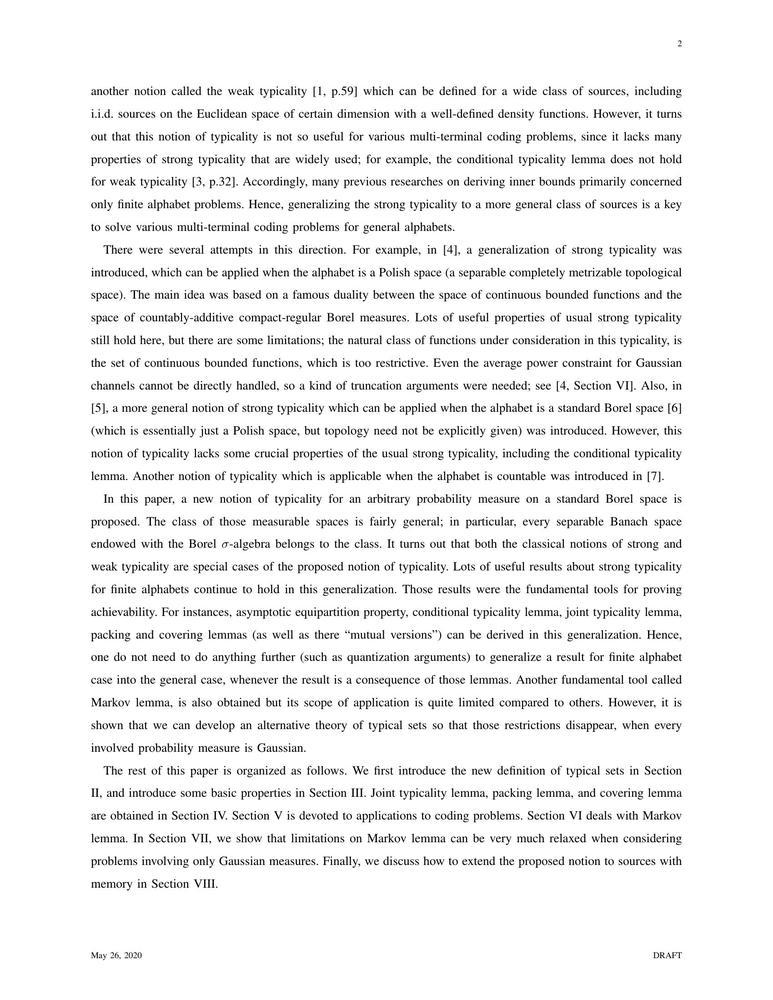 2
another notion called the weak typicality [1, p.59] which can be defined for a wide class of sources, including
i.i.d. sources on the Euclidean space of certain dimension with a well-defined density functions. However, it turns
out that this notion of typicality is not so useful for various multi-terminal coding problems, since it lacks many
properties of strong typicality that are widely used; for example, the conditional typicality lemma does not hold
for weak typicality [3, p.32]. Accordingly, many previous researches on deriving inner bounds primarily concerned
only finite alphabet problems. Hence, generalizing the strong typicality to a more general class of sources is a key
to solve various multi-terminal coding problems for general alphabets.
There were several attempts in this direction. For example, in [4], a generalization of strong typicality was
introduced, which can be applied when the alphabet is a Polish space (a separable completely metrizable topological
space). The main idea was based on a famous duality between the space of continuous bounded functions and the
space of countably-additive compact-regular Borel measures. Lots of useful properties of usual strong typicality
still hold here, but there are some limitations; the natural class of functions under consideration in this typicality, is
the set of continuous bounded functions, which is too restrictive. Even the average power constraint for Gaussian
channels cannot be directly handled, so a kind of truncation arguments were needed; see [4, Section VI]. Also, in
[5], a more general notion of strong typicality which can be applied when the alphabet is a standard Borel space [6]
(which is essentially just a Polish space, but topology need not be explicitly given) was introduced. However, this
notion of typicality lacks some crucial properties of the usual strong typicality, including the conditional typicality
lemma. Another notion of typicality which is applicable when the alphabet is countable was introduced in [7].
In this paper, a new notion of typicality for an arbitrary probability measure on a standard Borel space is
proposed. The class of those measurable spaces is fairly general; in particular, every separable Banach space
endowed with the Borel σ-algebra belongs to the class. It turns out that both the classical notions of strong and
weak typicality are special cases of the proposed notion of typicality. Lots of useful results about strong typicality
for finite alphabets continue to hold in this generalization. Those results were the fundamental tools for proving
achievability. For instances, asymptotic equipartition property, conditional typicality lemma, joint typicality lemma,
packing and covering lemmas (as well as there “mutual versions”) can be derived in this generalization. Hence,
one do not need to do anything further (such as quantization arguments) to generalize a result for finite alphabet
case into the general case, whenever the result is a consequence of those lemmas. Another fundamental tool called
Markov lemma, is also obtained but its scope of application is quite limited compared to others. However, it is
shown that we can develop an alternative theory of typical sets so that those restrictions disappear, when every
involved probability measure is Gaussian.
The rest of this paper is organized as follows. We first introduce the new definition of typical sets in Section
II, and introduce some basic properties in Section III. Joint typicality lemma, packing lemma, and covering lemma
are obtained in Section IV. Section V is devoted to applications to coding problems. Section VI deals with Markov
lemma. In Section VII, we show that limitations on Markov lemma can be very much relaxed when considering
problems involving only Gaussian measures. Finally, we discuss how to extend the proposed notion to sources with
memory in Section VIII.
May 26, 2020
DRAFT